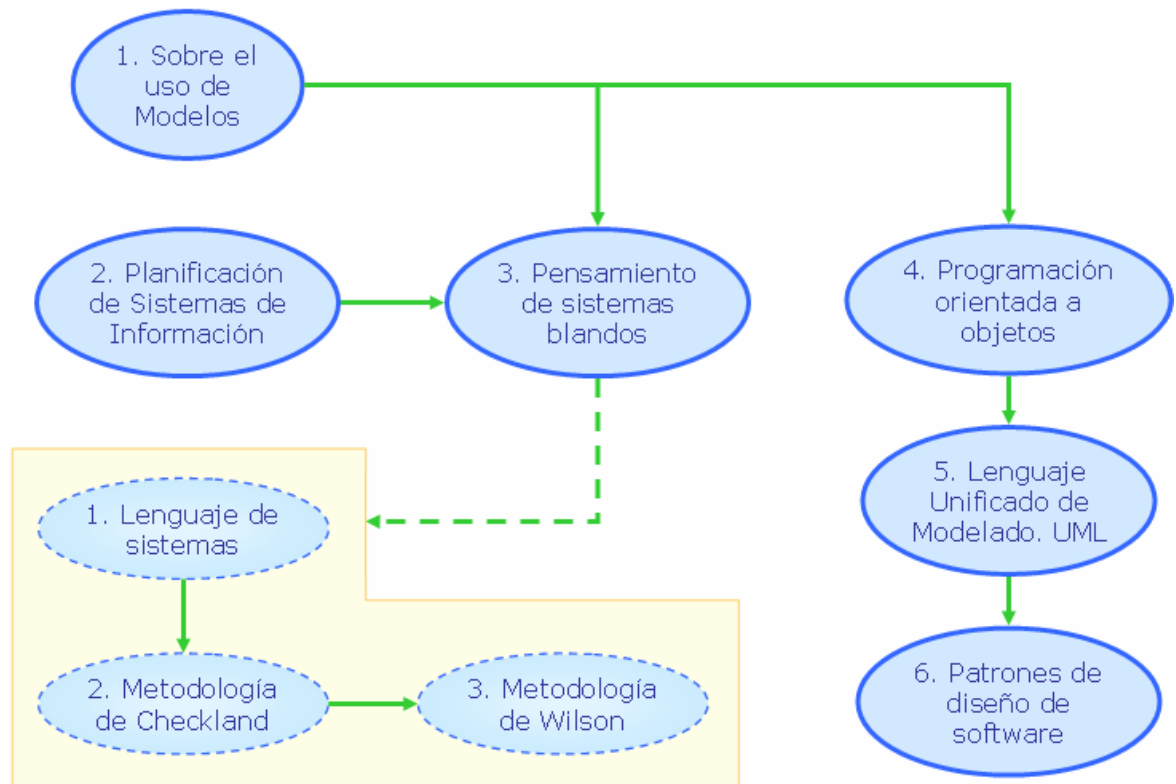 1. Sobre el
uso de
Modelos
2. Planificación
de Sistemas de
Información
3. Pensamiento
de sistemas
blandos
4. Programación
orientada a
objetos
1. Lenguaje de
sistemas
5. Lenguaje
Unificado de
Modelado. UML
2. Metodología
de Checkland
3. Metodología
de Wilson
6. Patrones de
diseño de
software